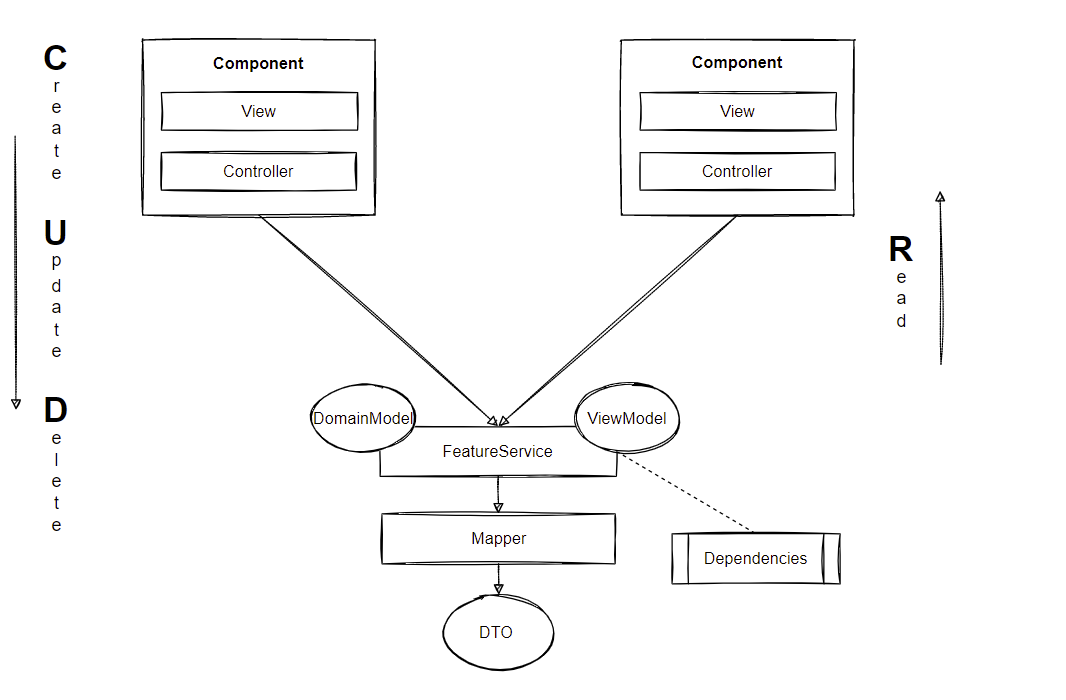 Create
Update
Delete
Component
View
Controller
Component
View
Controller
Read
DomainModel
ViewModel
FeatureService
Mapper
Dependencies
DTO